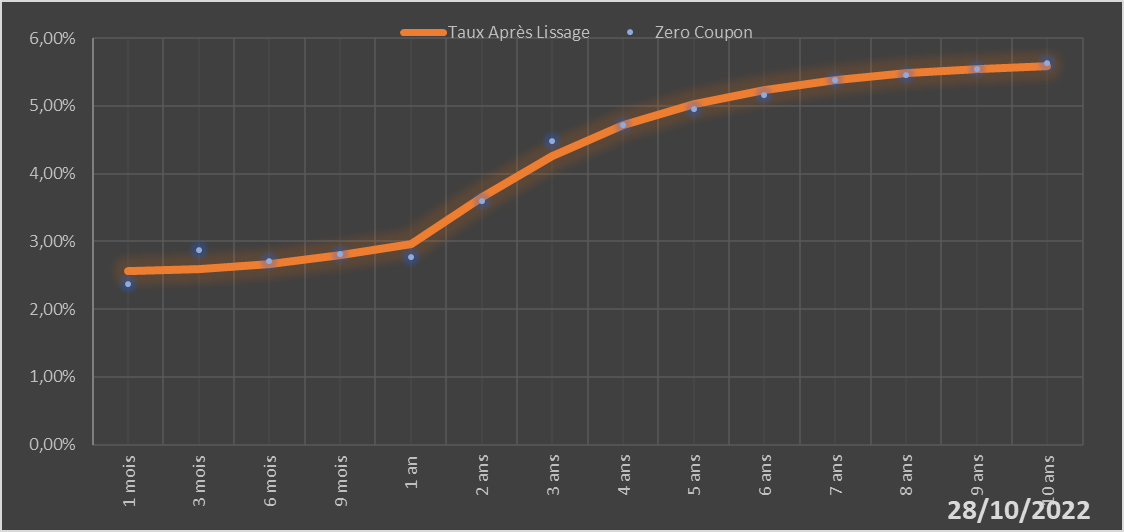 Taux Après Lissage Zero Coupon
6,00%
5,00%
4,00%
3,00%
2,00%
1,00%
0,00%
1 mois
3 mois
6 mois
9 mois
1 an
2 ans
3 ans
4 ans
5 ans
6 ans
7 ans
8 ans
9 ans
10 ans
28/10/2022